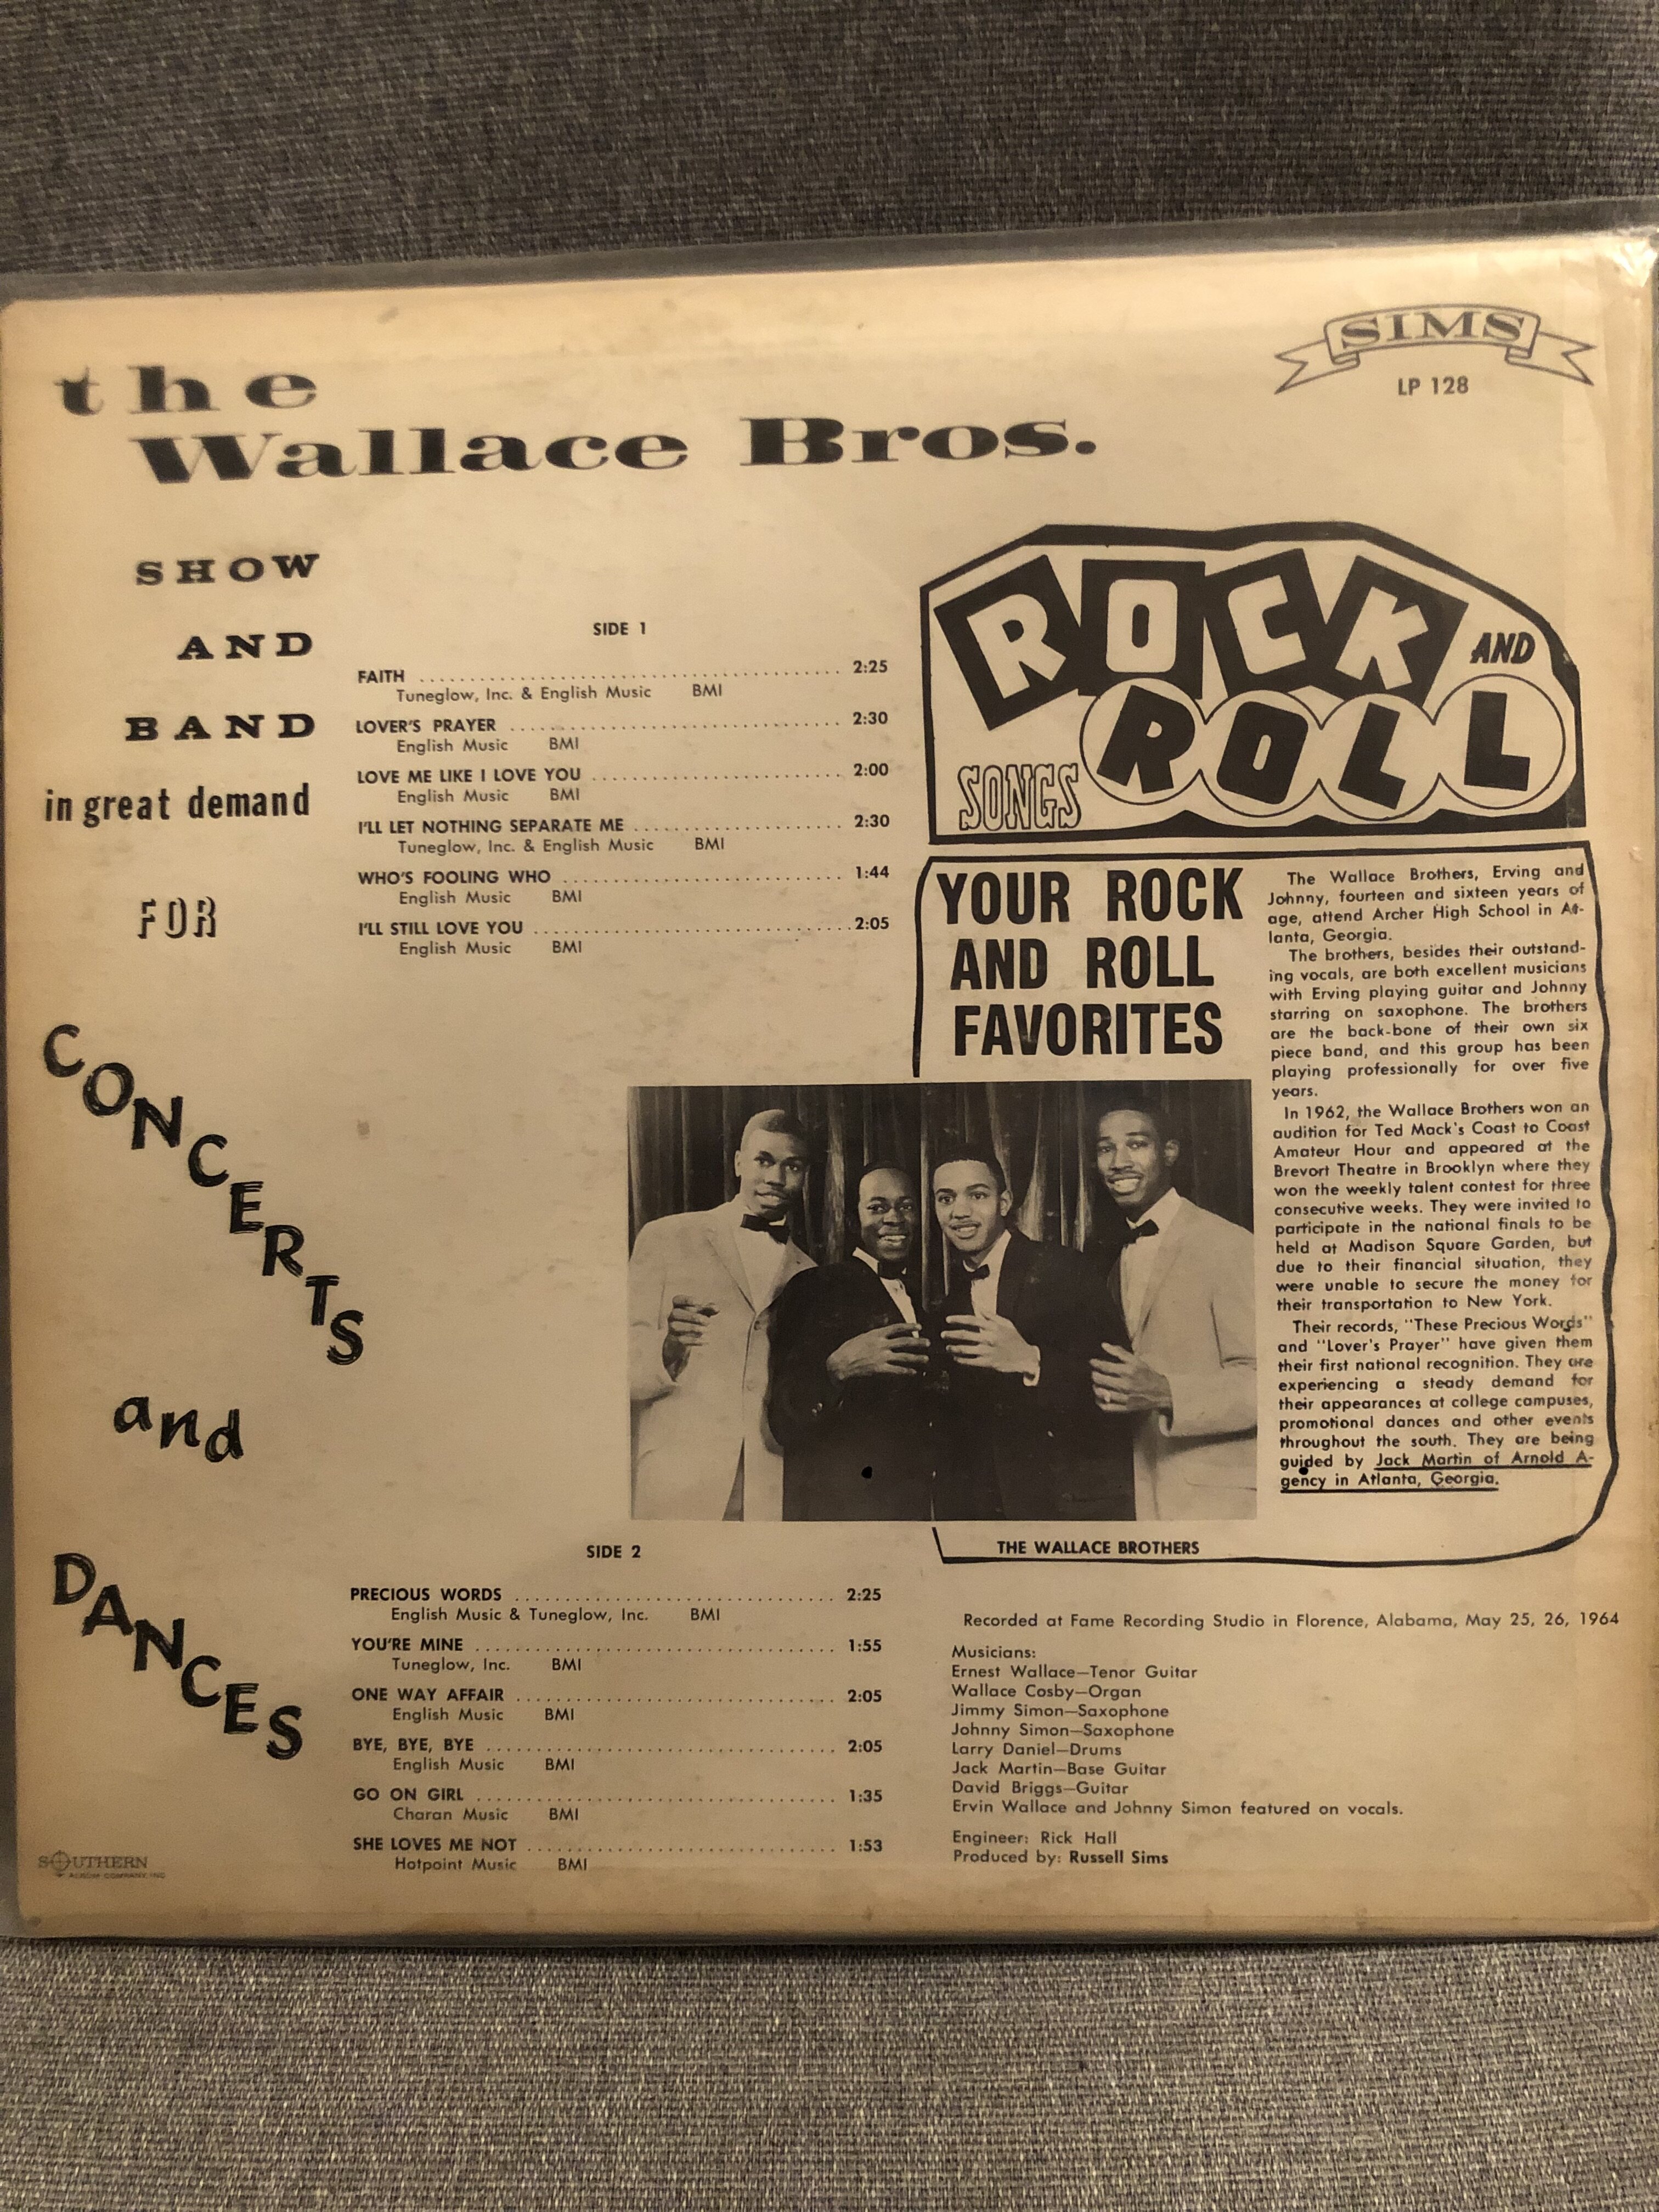 the
Wallace Bros.
SIMS
LP 128
SHOW
AND
BAND
in great demand
FOR
CONCERTS
and
DANCES
SIDE 1
FAITH 2:25
Tuneglow, Inc. & English Music BMI
LOVER'S PRAYER 2:30
English Music BMI
LOVE ME LIKE I LOVE YOU 2:00
English Music BMI
I'LL LET NOTHING SEPARATE ME 2:30
Tuneglow, Inc. & English Music BMI
WHO'S FOOLING WHO 1:44
English Music BMI
I'LL STILL LOVE YOU 2:05
English Music BMI
ROCK AND
SONGS ROLL
YOUR ROCK
AND ROLL
FAVORITES
The Wallace Brothers, Erving and
Johnny, fourteen and sixteen years of
age, attend Archer High School in At-
lanta, Georgia.
The brothers, besides their outstand-
ing vocals, are both excellent musicians
with Erving playing guitar and Johnny
starring on saxophone. The brothers
are the back-bone of their own six
piece band, and this group has been
playing professionally for over five
years.
In 1962, the Wallace Brothers won an
audition for Ted Mack's Coast to Coast
Amateur Hour and appeared at the
Brevort Theatre in Brooklyn where they
won the weekly talent contest for three
consecutive weeks. They were invited to
participate in the national finals to be
held at Madison Square Garden, but
due to their financial situation, they
were unable to secure the money for
their transportation to New York.
Their records, "These Precious Words"
and "Lover's Prayer" have given them
their first national recognition. They are
experiencing a steady demand for
their appearances at college campuses,
promotional dances and other events
throughout the south. They are being
guided by Jack Martin of Arnold A-
gency in Atlanta, Georgia.
THE WALLACE BROTHERS
SIDE 2
PRECIOUS WORDS 2:25
English Music & Tuneglow, Inc. BMI
YOU'RE MINE 1:55
Tuneglow, Inc. BMI
ONE WAY AFFAIR 2:05
English Music BMI
BYE, BYE, BYE 2:05
English Music BMI
GO ON GIRL 1:35
Charan Music BMI
SHE LOVES ME NOT 1:53
Hotpoint Music BMI
Recorded at Fame Recording Studio in Florence, Alabama, May 25, 26, 1964
Musicians:
Ernest Wallace—Tenor Guitar
Wallace Cosby—Organ
Jimmy Simon—Saxophone
Johnny Simon—Saxophone
Larry Daniel—Drums
Jack Martin—Base Guitar
David Briggs—Guitar
Ervin Wallace and Johnny Simon featured on vocals.
Engineer: Rick Hall
Produced by: Russell Sims
SOUTHERN
ALBUM COMPANY, INC